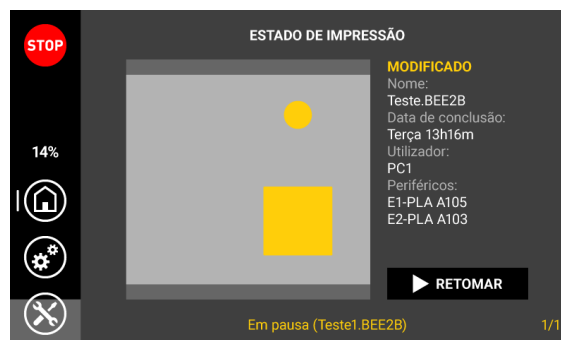 STOP
14%
ESTADO DE IMPRESSÃO
MODIFICADO
Nome:
Teste.BEE2B
Data de conclusão:
Terça 13h16m
Utilizador:
PC1
Periféricos:
E1-PLA A105
E2-PLA A103
RETOMAR
Em pausa (Teste1.BEE2B)
1/1